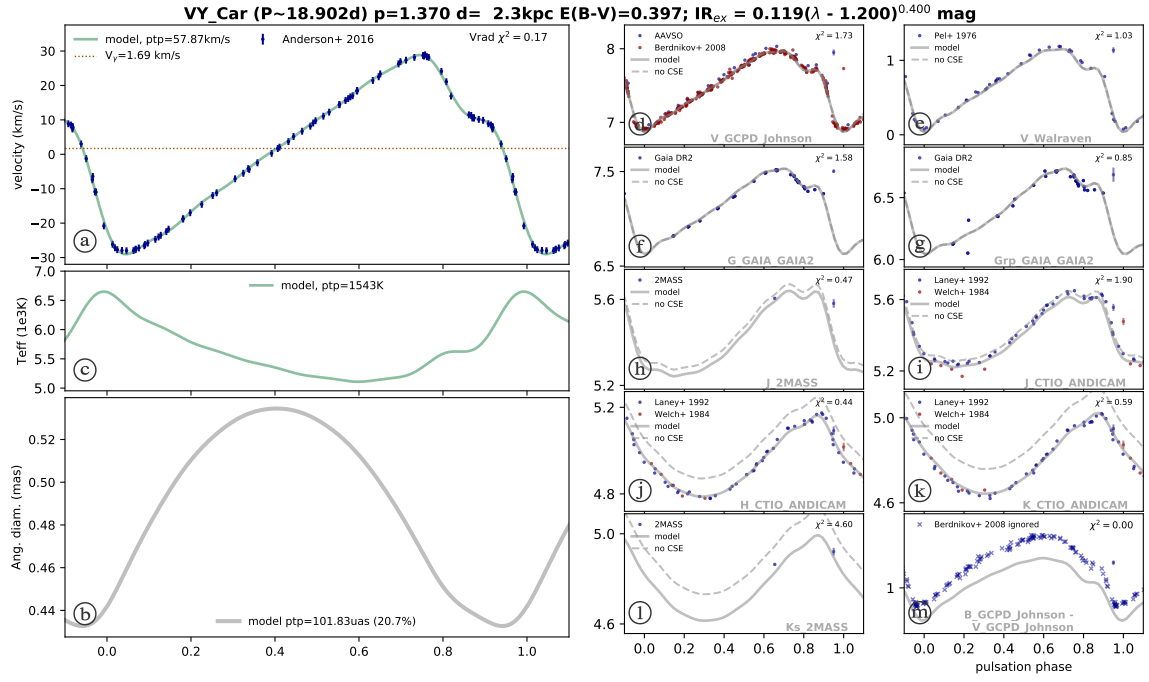 VY_Car (P~18.902d) p=1.370 d=  2.3kpc E(B-V)=0.397; IR_ex = 0.119(λ - 1.200)^0.400 mag
model, ptp=57.87km/s
Vγ=1.69 km/s
Anderson+ 2016
Vrad χ² = 0.17
velocity (km/s)
30
20
10
0
−10
−20
−30
a
model, ptp=1543K
Teff (1e3K)
7.0
6.0
5.5
5.0
c
model ptp=101.83uas (20.7%)
Ang. diam. (mas)
0.52
0.50
0.48
0.46
0.44
b
0.0 0.2 0.4 0.6 0.8 1.0
AAVSO
Berdnikov+ 2008
model
no CSE
χ² = 1.73
8
7
d
V_GCPD_Johnson
Pel+ 1976
model
no CSE
χ² = 1.03
1
0
e
V_Walraven
Gaia DR2
model
no CSE
χ² = 1.58
7.5
6.5
f
G_GAIA_GAIA2
Gaia DR2
model
no CSE
χ² = 0.85
6.5
6.0
g
Grp_GAIA_GAIA2
2MASS
model
no CSE
χ² = 0.47
5.6
5.2
h
J_2MASS
Laney+ 1992
Welch+ 1984
model
no CSE
χ² = 1.90
5.6
5.2
i
J_CTIO_ANDICAM
Laney+ 1992
Welch+ 1984
model
no CSE
χ² = 0.44
5.2
4.8
j
H_CTIO_ANDICAM
Laney+ 1992
Welch+ 1984
model
no CSE
χ² = 0.59
5.0
4.6
k
K_CTIO_ANDICAM
2MASS
model
no CSE
χ² = 4.60
5.0
4.6
l
Ks_2MASS
0.0 0.2 0.4 0.6 0.8 1.0
Berdnikov+ 2008 ignored
χ² = 0.00
1
m
B_GCPD_Johnson -
V_GCPD_Johnson
0.0 0.2 0.4 0.6 0.8 1.0
pulsation phase